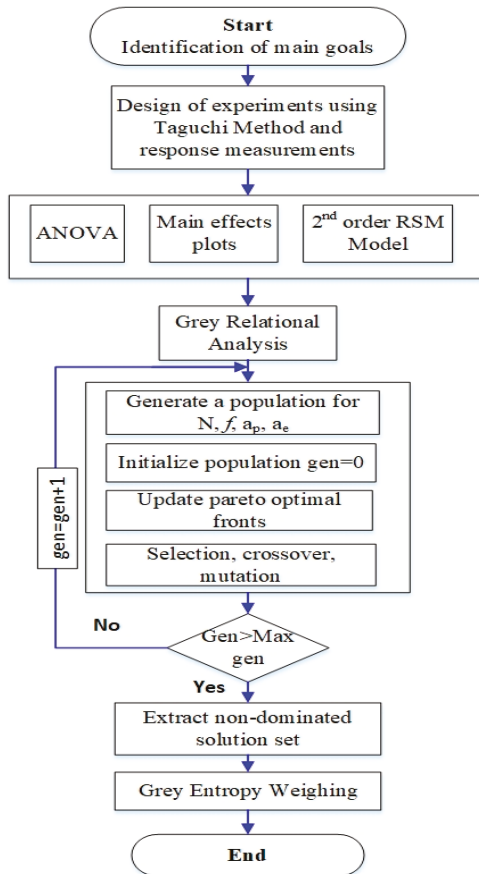 Start
Identification of main goals
Design of experiments using
Taguchi Method and
response measurements
ANOVA
Main effects
plots
2nd order RSM
Model
Grey Relational
Analysis
Generate a population for
N, f, ap, ae
Initialize population gen=0
Update pareto optimal
fronts
Selection, crossover,
mutation
gen=gen+1
No
Gen>Max
gen
Yes
Extract non-dominated
solution set
Grey Entropy Weighing
End